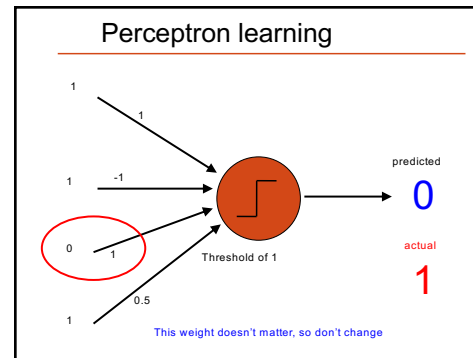 Perceptron learning
1
1
1
-1
predicted
0
0
1
actual
Threshold of 1
1
0.5
1
This weight doesn't matter, so don't change